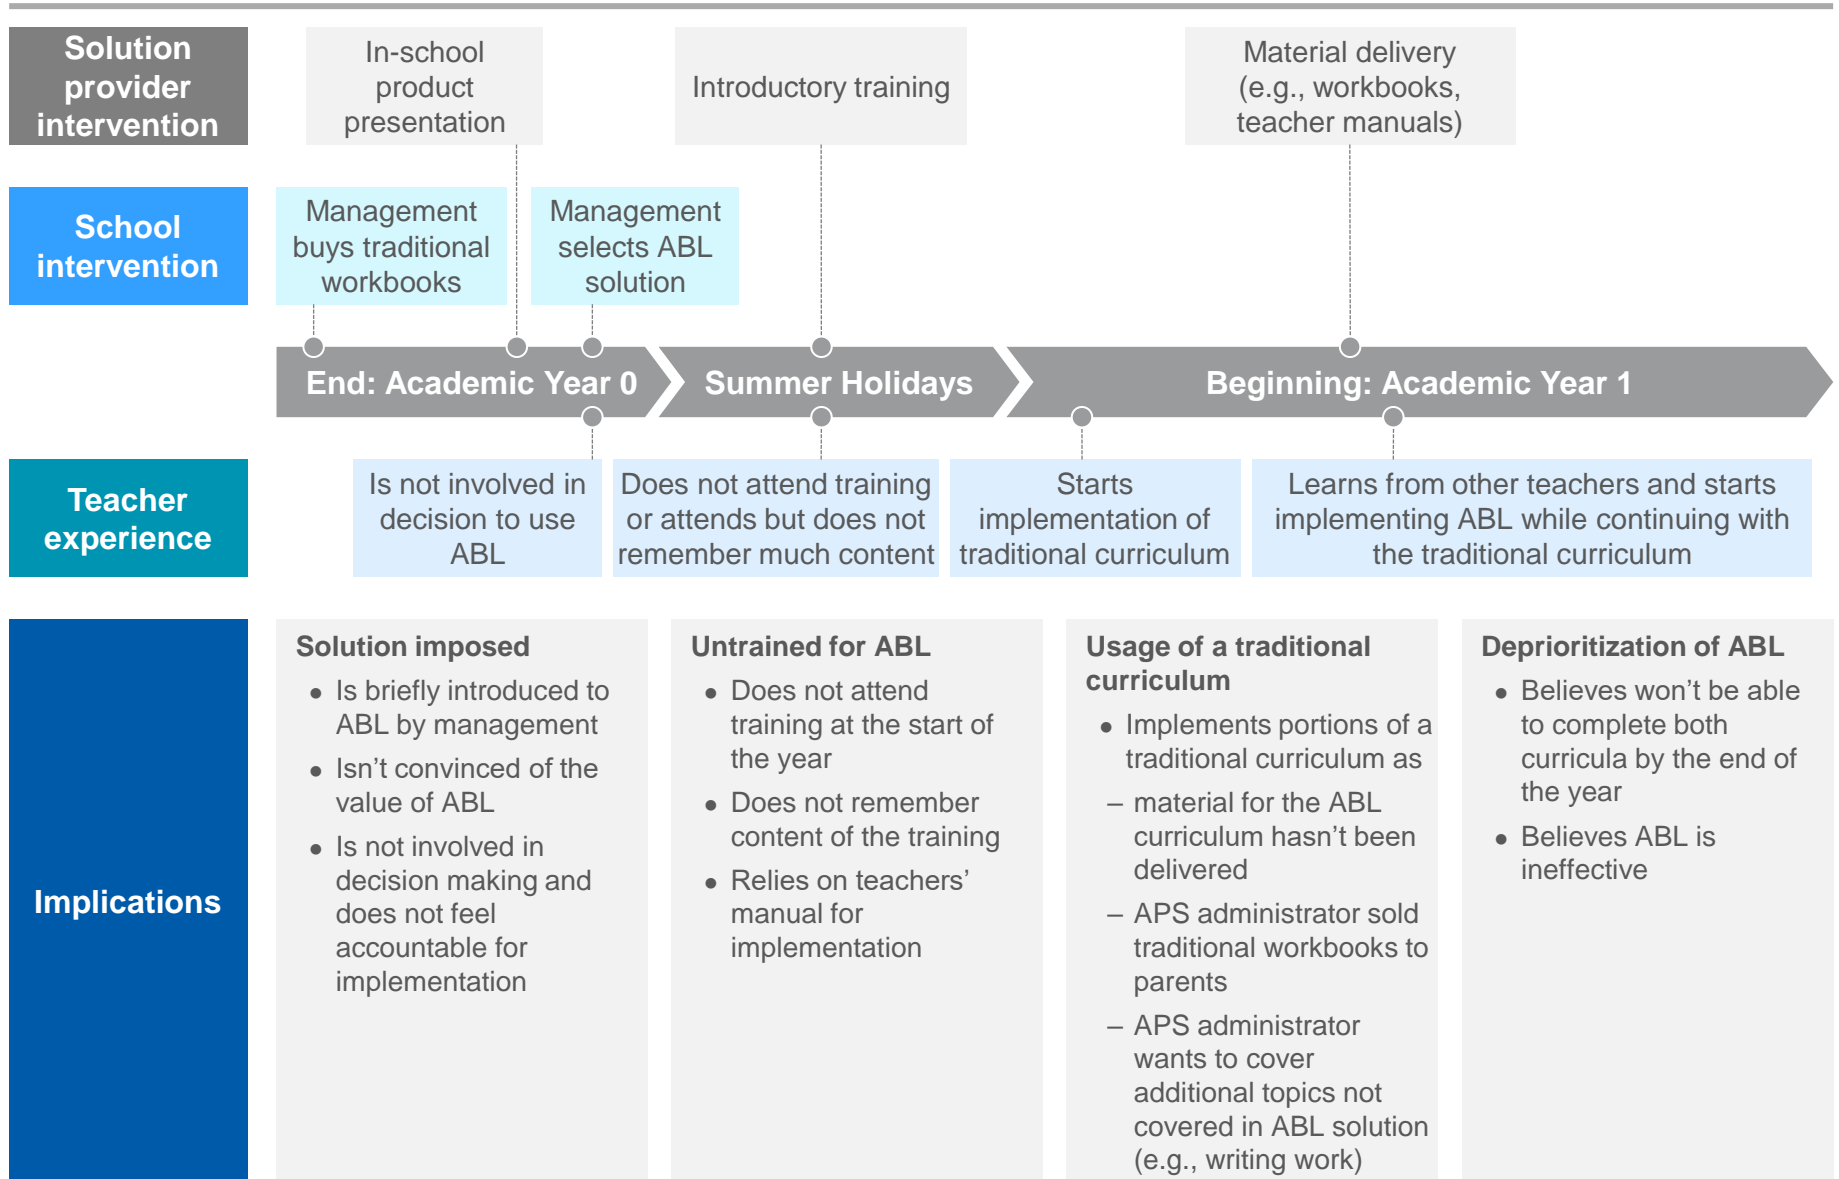 Solution
provider
intervention
In-school
product
presentation
Introductory training
Material delivery
(e.g., workbooks,
teacher manuals)
School
intervention
Management
buys traditional
workbooks
Management
selects ABL
solution
End: Academic Year 0
Summer Holidays
Beginning: Academic Year 1
Teacher
experience
Is not involved in
decision to use
ABL
Does not attend training
or attends but does not
remember much content
Starts
implementation of
traditional curriculum
Learns from other teachers and starts
implementing ABL while continuing with
the traditional curriculum
Implications
Solution imposed
● Is briefly introduced to
ABL by management
● Isn’t convinced of the
value of ABL
● Is not involved in
decision making and
does not feel
accountable for
implementation
Untrained for ABL
● Does not attend
training at the start of
the year
● Does not remember
content of the training
● Relies on teachers’
manual for
implementation
Usage of a traditional
curriculum
● Implements portions of a
traditional curriculum as
– material for the ABL
curriculum hasn’t been
delivered
– APS administrator sold
traditional workbooks to
parents
– APS administrator
wants to cover
additional topics not
covered in ABL solution
(e.g., writing work)
Deprioritization of ABL
● Believes won’t be able
to complete both
curricula by the end of
the year
● Believes ABL is
ineffective